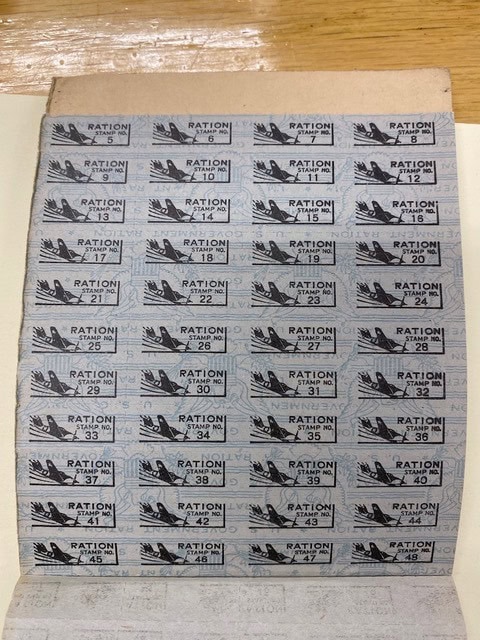 RATION RATION RATION RATION
STAMP NO. STAMP NO. STAMP NO. STAMP NO.
5 6 7 8
RATION RATION RATION RATION
STAMP NO. STAMP NO. STAMP NO. STAMP NO.
9 10 11 12
RATION RATION RATION RATION
STAMP NO. STAMP NO. STAMP NO. STAMP NO.
13 14 15 16
RATION RATION RATION RATION
STAMP NO. STAMP NO. STAMP NO. STAMP NO.
17 18 19 20
RATION RATION RATION RATION
STAMP NO. STAMP NO. STAMP NO. STAMP NO.
21 22 23 24
RATION RATION RATION RATION
STAMP NO. STAMP NO. STAMP NO. STAMP NO.
25 26 27 28
RATION RATION RATION RATION
STAMP NO. STAMP NO. STAMP NO. STAMP NO.
29 30 31 32
RATION RATION RATION RATION
STAMP NO. STAMP NO. STAMP NO. STAMP NO.
33 34 35 36
RATION RATION RATION RATION
STAMP NO. STAMP NO. STAMP NO. STAMP NO.
37 38 39 40
RATION RATION RATION RATION
STAMP NO. STAMP NO. STAMP NO. STAMP NO.
41 42 43 44
RATION RATION RATION RATION
STAMP NO. STAMP NO. STAMP NO. STAMP NO.
45 46 47 48